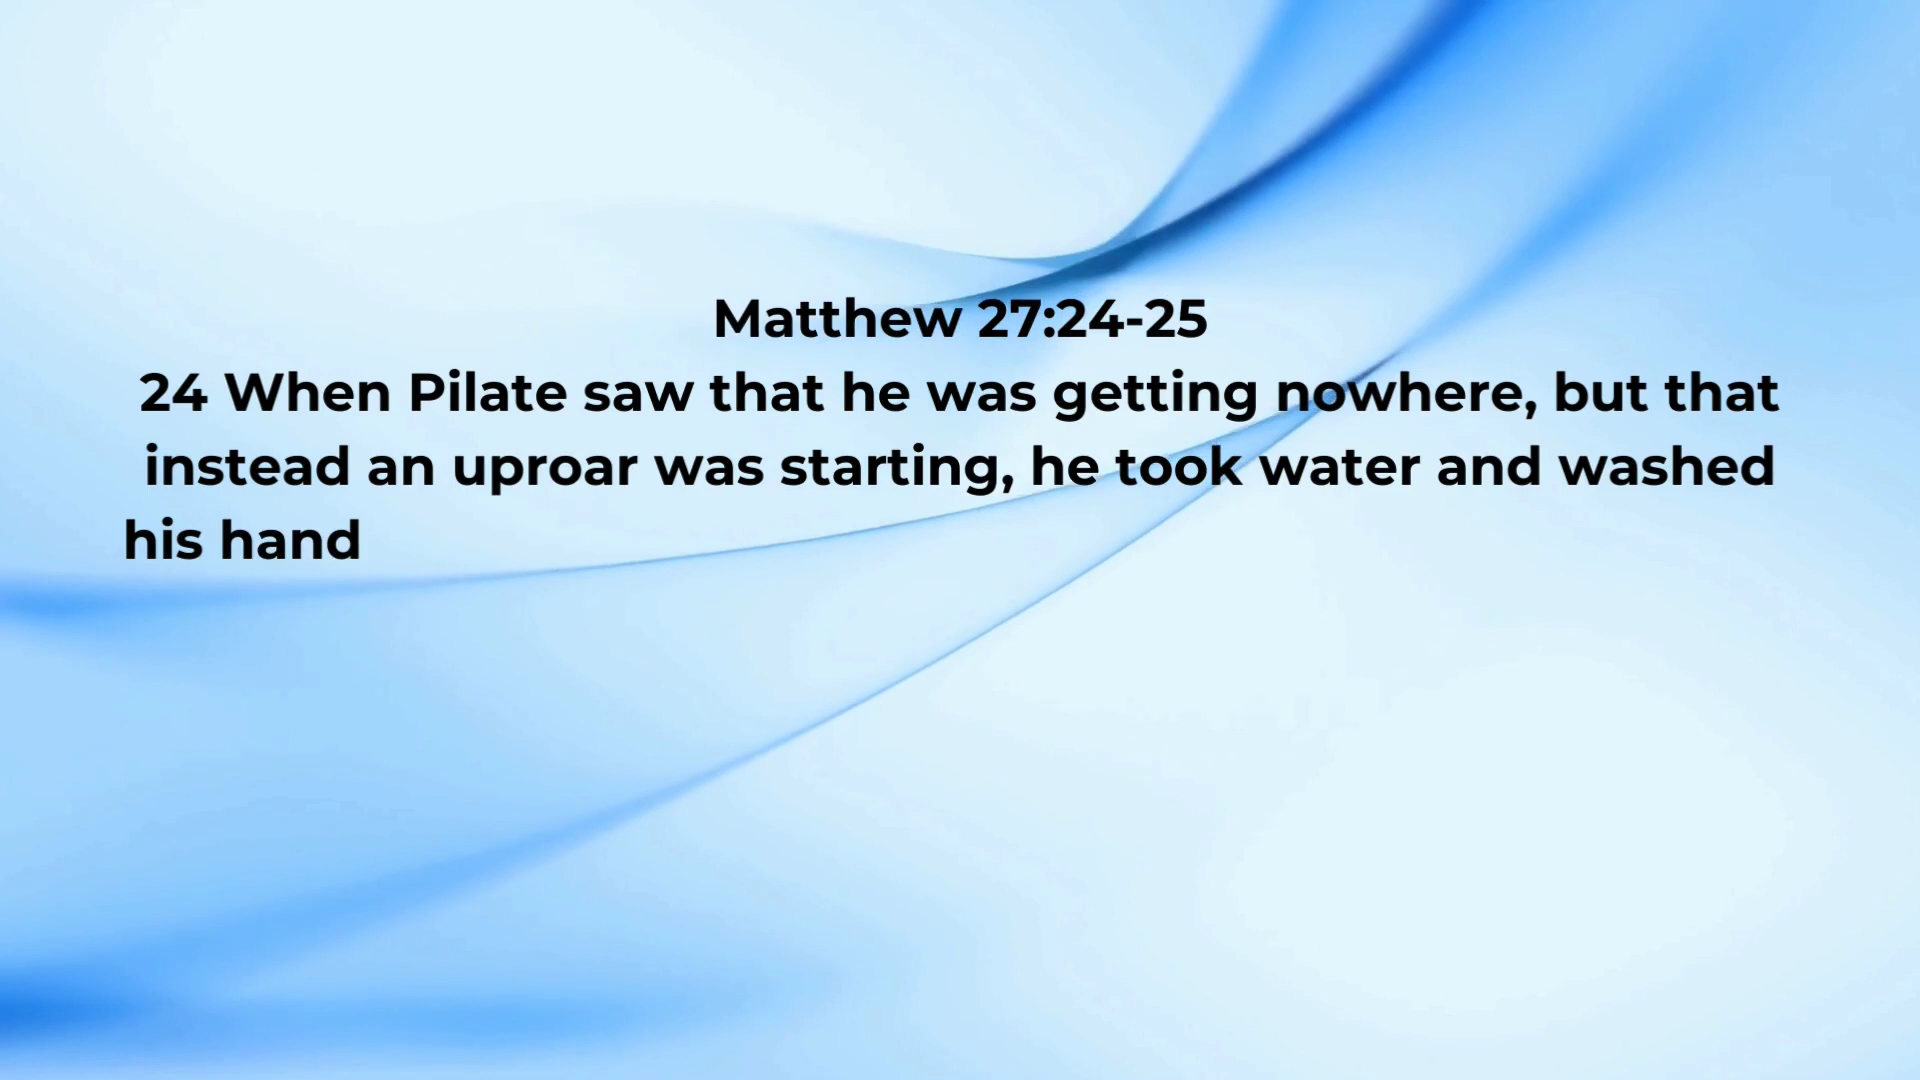 Matthew 27:24-25
24 When Pilate saw that he was getting nowhere, but that
instead an uproar was starting, he took water and washed
his hand